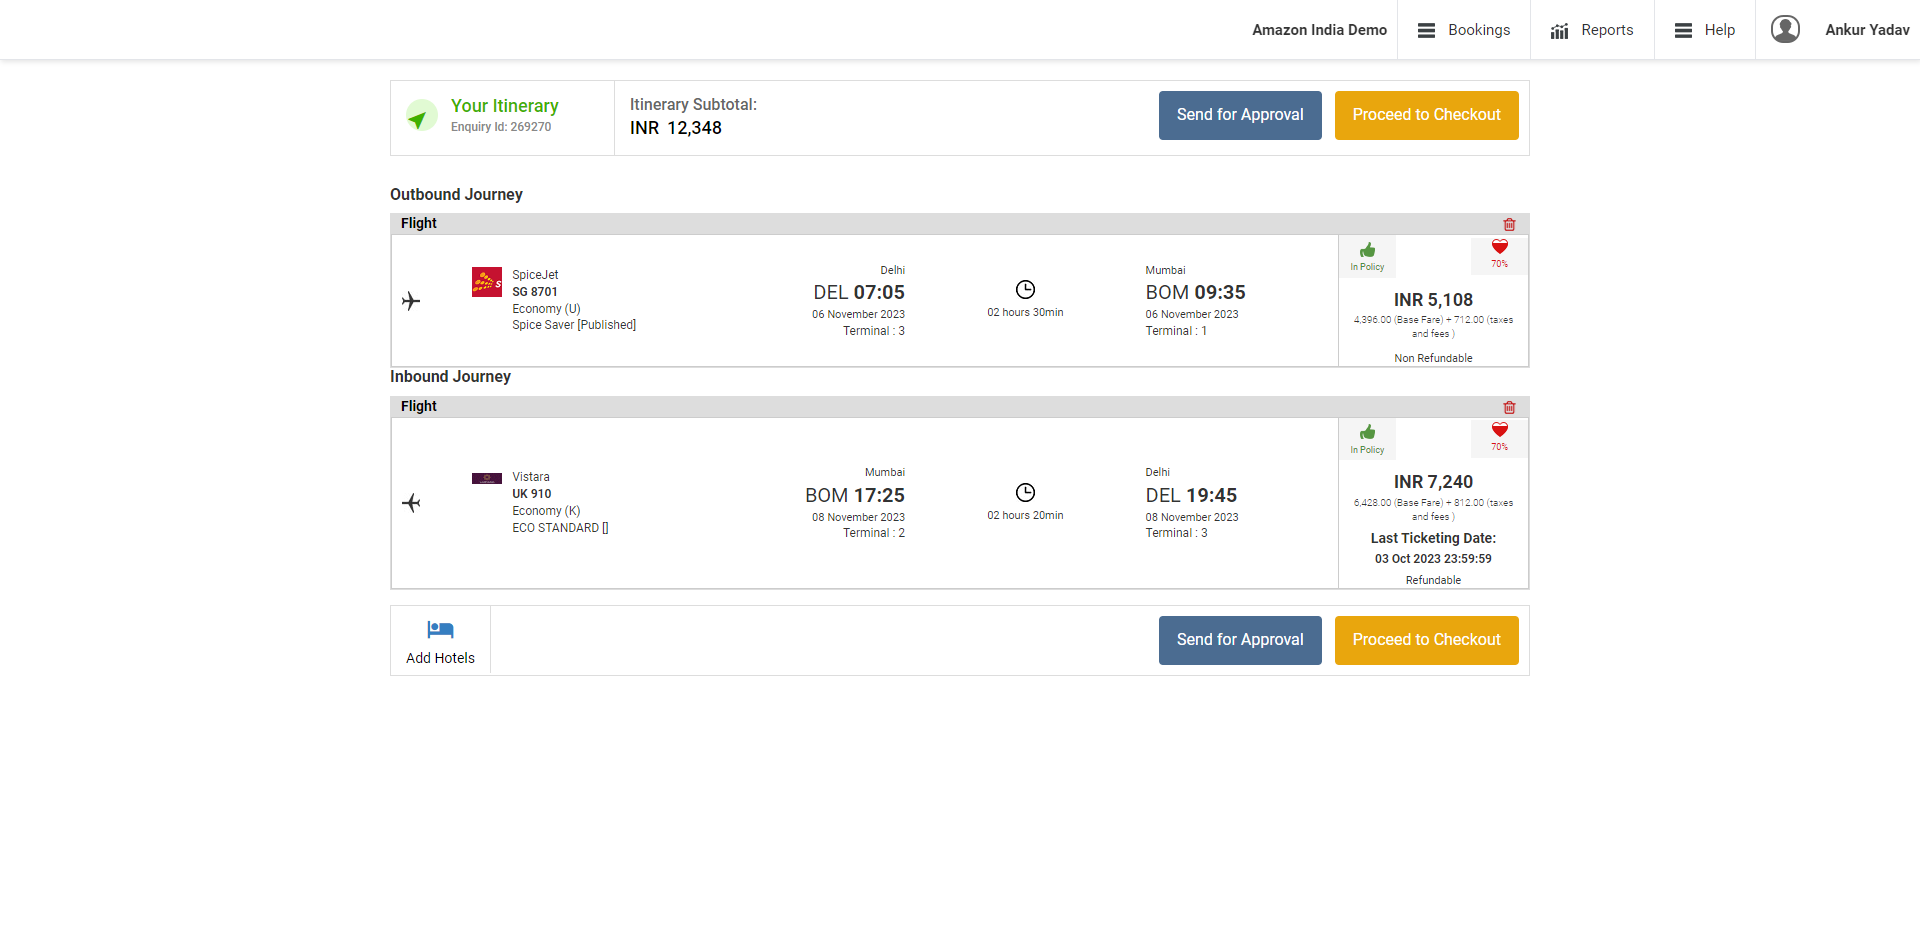 Amazon India Demo
Bookings
Reports
Help
Ankur Yadav
Your Itinerary
Enquiry Id: 269270
Itinerary Subtotal:
INR 12,348
Send for Approval
Proceed to Checkout
Outbound Journey
Flight
SpiceJet
SG 8701
Economy (U)
Spice Saver [Published]
Delhi
DEL 07:05
06 November 2023
Terminal : 3
02 hours 30min
Mumbai
BOM 09:35
06 November 2023
Terminal : 1
In Policy
70%
INR 5,108
4,396.00 (Base Fare) + 712.00 (taxes
and fees )
Non Refundable
Inbound Journey
Flight
Vistara
UK 910
Economy (K)
ECO STANDARD []
Mumbai
BOM 17:25
08 November 2023
Terminal : 2
02 hours 20min
Delhi
DEL 19:45
08 November 2023
Terminal : 3
In Policy
70%
INR 7,240
6,428.00 (Base Fare) + 812.00 (taxes
and fees )
Last Ticketing Date:
03 Oct 2023 23:59:59
Refundable
Add Hotels
Send for Approval
Proceed to Checkout